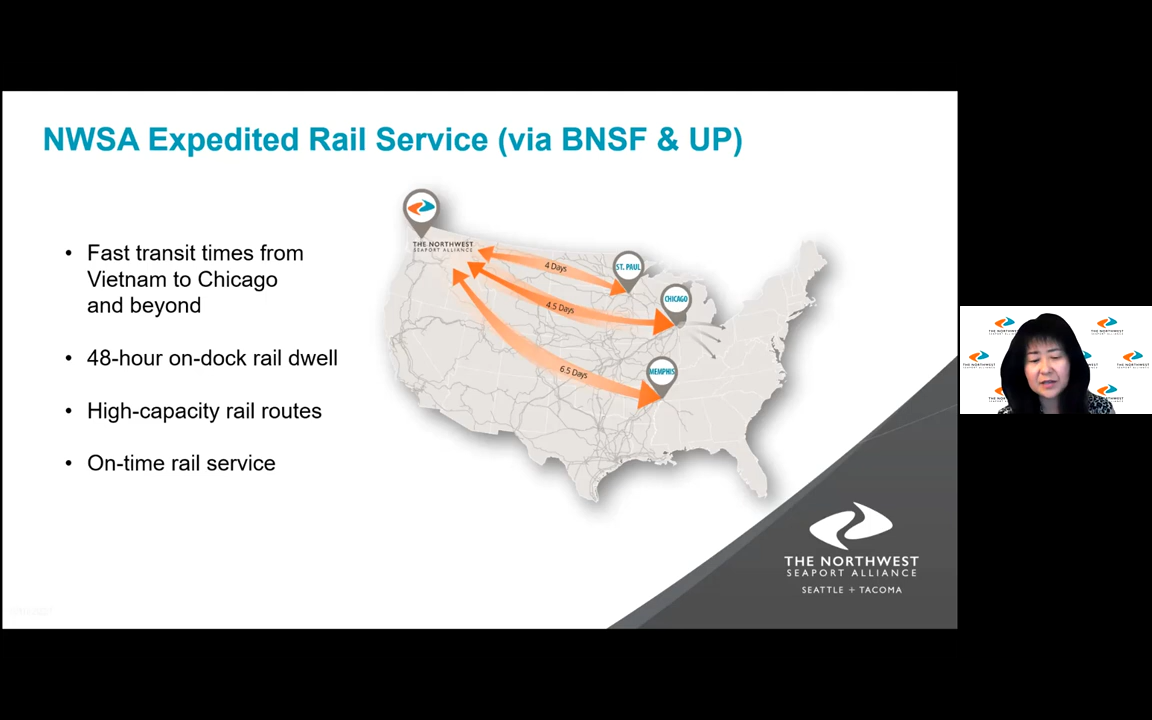 NWSA Expedited Rail Service (via BNSF & UP)
• Fast transit times from
Vietnam to Chicago
and beyond
• 48-hour on-dock rail dwell
• High-capacity rail routes
• On-time rail service
THE NORTHWEST
SEAPORT ALLIANCE
4 Days
ST. PAUL
4.5 Days
CHICAGO
6.5 Days
MEMPHIS
THE NORTHWEST
SEAPORT ALLIANCE
SEATTLE + TACOMA